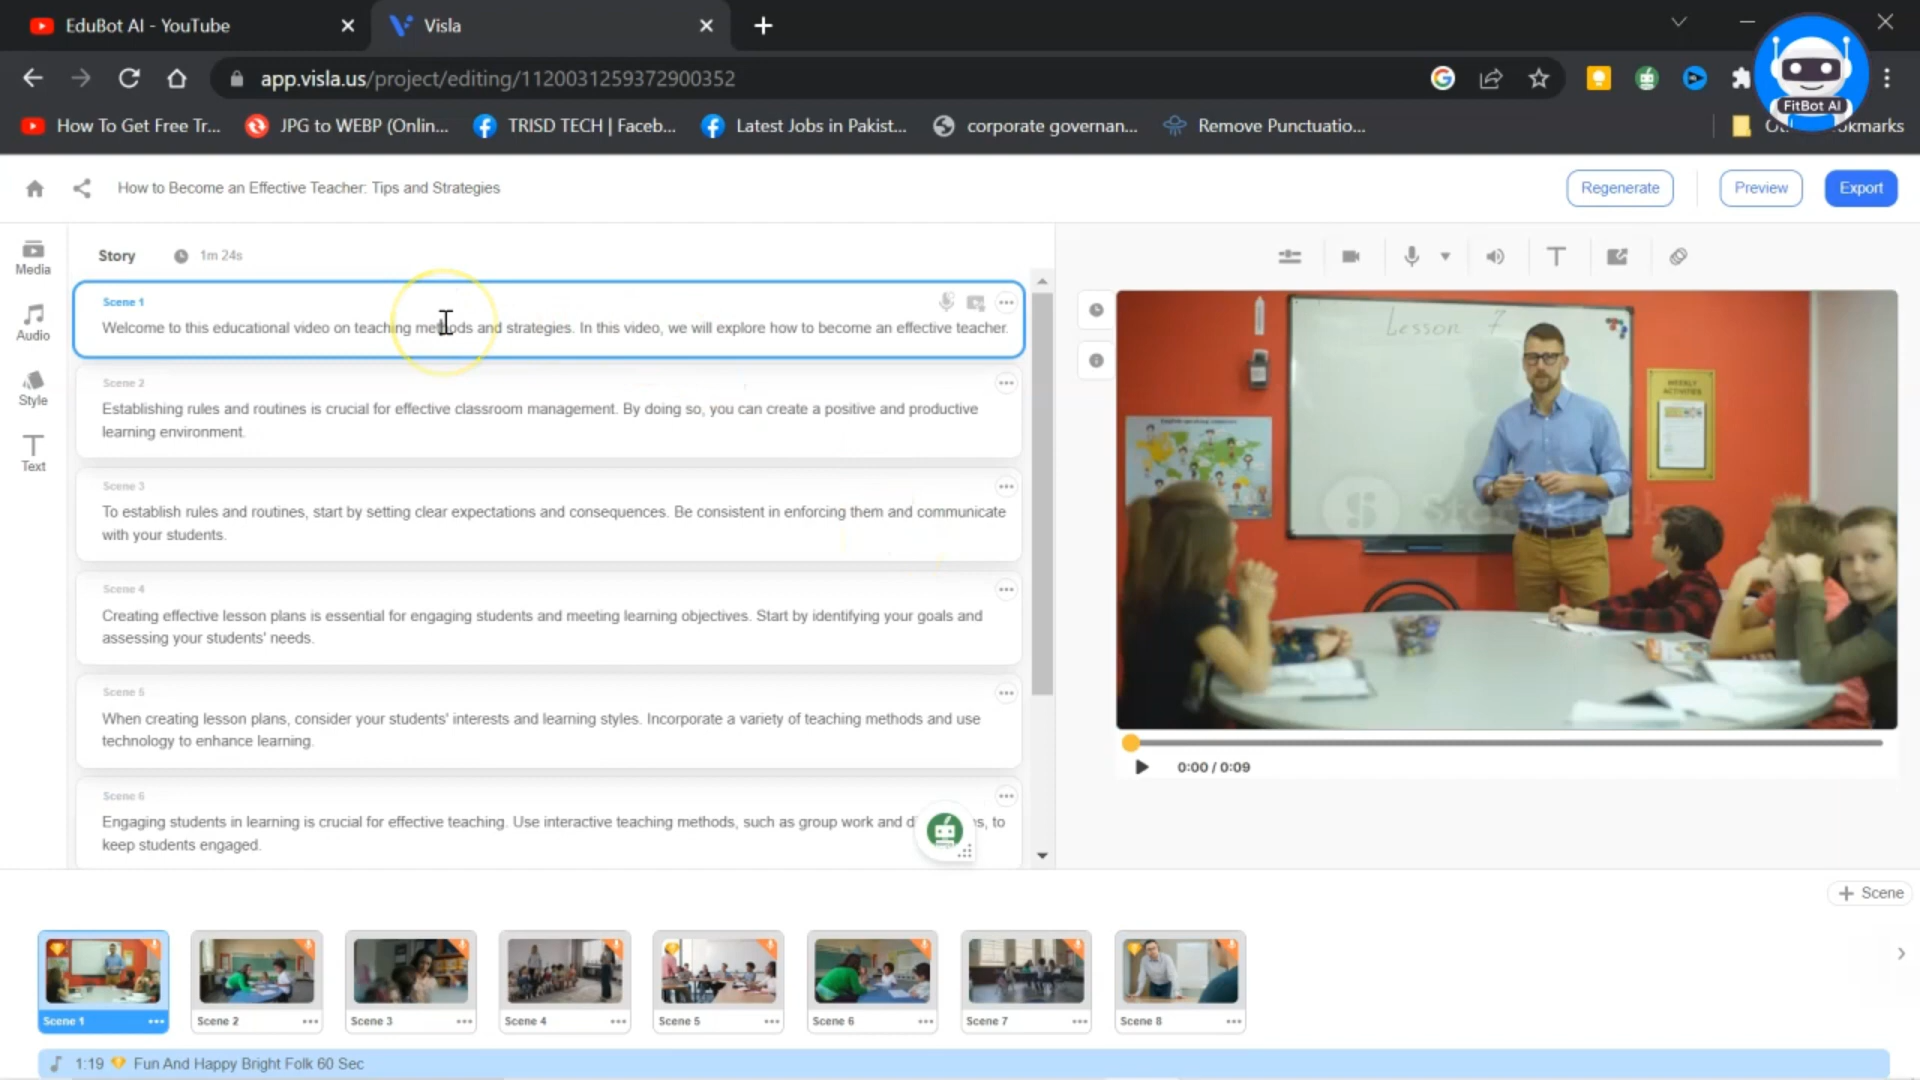 EduBot AI - YouTube
Visla
app.visla.us/project/editing/1120031259372900352
FitBot AI
How To Get Free Tr...
JPG to WEBP (Onlin...
TRISD TECH | Faceb...
Latest Jobs in Pakist...
corporate governan...
Remove Punctuatio...
How to Become an Effective Teacher: Tips and Strategies
Regenerate
Preview
Export
Media
Audio
Style
Text
Story
1m 24s
Scene 1
Welcome to this educational video on teaching methods and strategies. In this video, we will explore how to become an effective teacher.
Scene 2
Establishing rules and routines is crucial for effective classroom management. By doing so, you can create a positive and productive
learning environment.
Scene 3
To establish rules and routines, start by setting clear expectations and consequences. Be consistent in enforcing them and communicate
with your students.
Scene 4
Creating effective lesson plans is essential for engaging students and meeting learning objectives. Start by identifying your goals and
assessing your students' needs.
Scene 5
When creating lesson plans, consider your students' interests and learning styles. Incorporate a variety of teaching methods and use
technology to enhance learning.
Scene 6
Engaging students in learning is crucial for effective teaching. Use interactive teaching methods, such as group work and to
keep students engaged.
Lesson 7
WEEKLY
ACTIVITIES
0:00 / 0:09
+ Scene
Scene 1
Scene 2
Scene 3
Scene 4
Scene 5
Scene 6
Scene 7
Scene 8
1:19 Fun And Happy Bright Folk 60 Sec